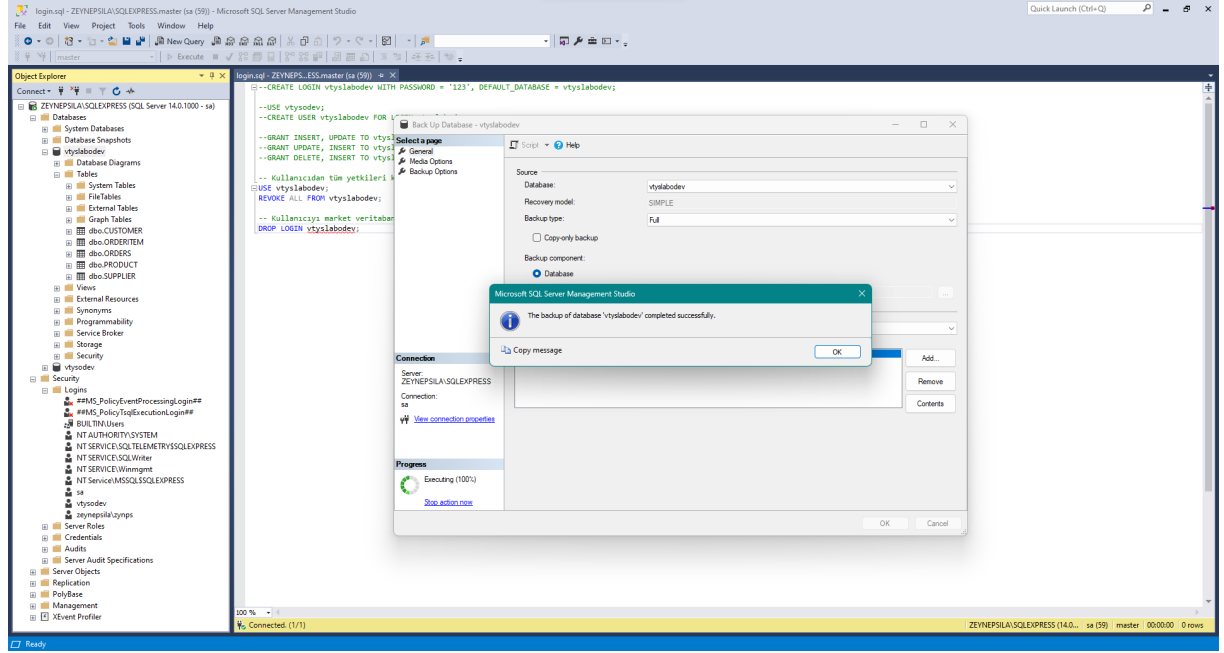 login.sql - ZEYNEPSILA\SQLEXPRESS.master (sa (59)) - Microsoft SQL Server Management Studio
Quick Launch (Ctrl+Q)
File Edit View Project Tools Window Help
New Query
master
Execute
Object Explorer
login.sql - ZEYNEPS...ESS.master (sa (59))
Connect
ZEYNEPSILA\SQLEXPRESS (SQL Server 14.0.1000 - sa)
Databases
System Databases
Database Snapshots
vtyslabodev
Database Diagrams
Tables
System Tables
FileTables
External Tables
Graph Tables
dbo.CUSTOMER
dbo.ORDERITEM
dbo.ORDERS
dbo.PRODUCT
dbo.SUPPLIER
Views
External Resources
Synonyms
Programmability
Service Broker
Storage
Security
vtysodev
Security
Logins
##MS_PolicyEventProcessingLogin##
##MS_PolicyTsqlExecutionLogin##
BUILTIN\Users
NT AUTHORITY\SYSTEM
NT SERVICE\SQLTELEMETRY$SQLEXPRESS
NT SERVICE\SQLWriter
NT SERVICE\Winmgmt
NT Service\MSSQL$SQLEXPRESS
sa
vtysodev
zeynepsila\zynps
Server Roles
Credentials
Audits
Server Audit Specifications
Server Objects
Replication
PolyBase
Management
XEvent Profiler
--CREATE LOGIN vtyslabodev WITH PASSWORD = '123', DEFAULT_DATABASE = vtyslabodev;
--USE vtysodev;
--CREATE USER vtyslabodev FOR
--GRANT INSERT, UPDATE TO vtys
--GRANT UPDATE, INSERT TO vtys
--GRANT DELETE, INSERT TO vtys
-- Kullanıcıdan tüm yetkileri
USE vtyslabodev;
REVOKE ALL FROM vtyslabodev;
-- Kullanıcıyı market veritaban
DROP LOGIN vtyslabodev;
Back Up Database - vtyslabodev
Select a page
General
Media Options
Backup Options
Script
Help
Source
Database:
vtyslabodev
Recovery model:
SIMPLE
Backup type:
Full
Copy-only backup
Backup component:
Database
Microsoft SQL Server Management Studio
The backup of database 'vtyslabodev' completed successfully.
Copy message
OK
Add...
Remove
Contents
Connection
Server:
ZEYNEPSILA\SQLEXPRESS
Connection:
sa
View connection properties
Progress
Executing (100%)
Stop action now
OK
Cancel
100 %
Connected. (1/1)
ZEYNEPSILA\SQLEXPRESS (14.0... sa (59) master 00:00:00 0 rows
Ready